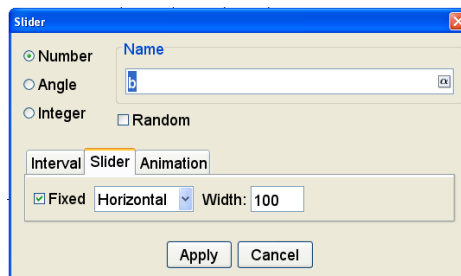 Slider
Number
Name
b
α
Angle
Integer
Random
Interval Slider Animation
Fixed Horizontal Width: 100
Apply Cancel